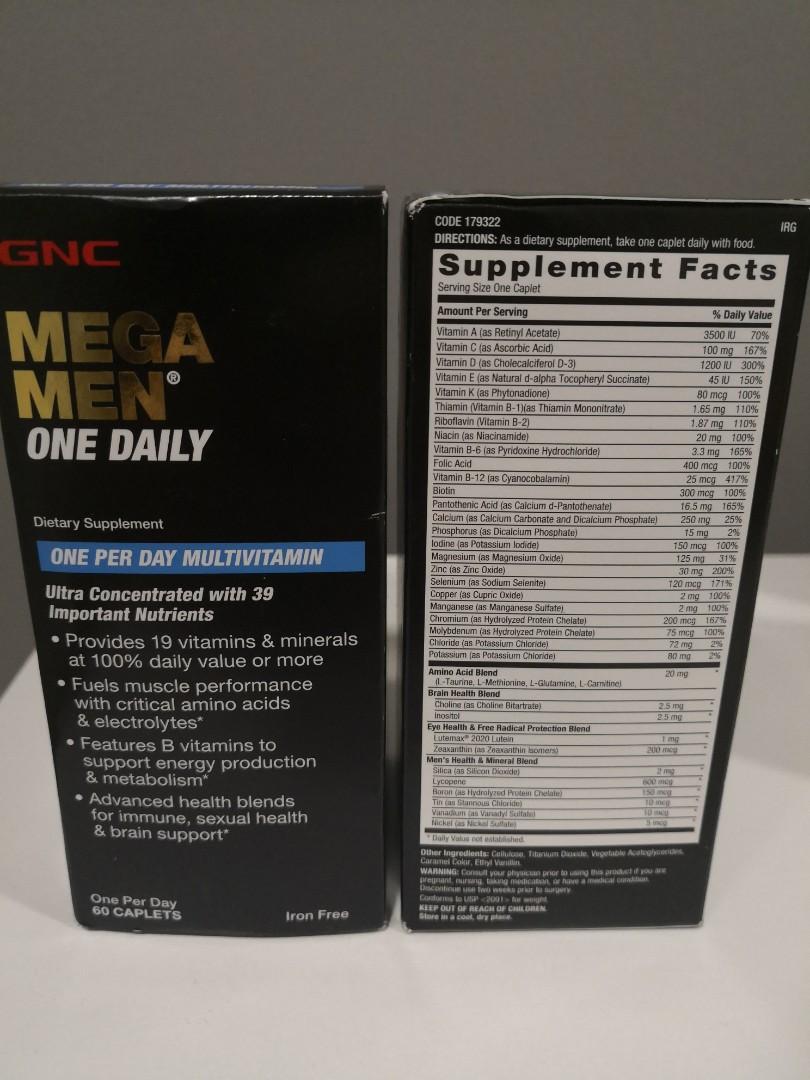 GNC
MEGA
MEN®
ONE DAILY
Dietary Supplement
ONE PER DAY MULTIVITAMIN
Ultra Concentrated with 39
Important Nutrients
• Provides 19 vitamins & minerals
at 100% daily value or more
• Fuels muscle performance
with critical amino acids
& electrolytes*
• Features B vitamins to
support energy production
& metabolism*
• Advanced health blends
for immune, sexual health
& brain support*
One Per Day
60 CAPLETS
Iron Free
CODE 179322
IRG
DIRECTIONS: As a dietary supplement, take one caplet daily with food.
Supplement Facts
Serving Size One Caplet
Amount Per Serving % Daily Value
Vitamin A (as Retinyl Acetate) 3500 IU 70%
Vitamin C (as Ascorbic Acid) 100 mg 167%
Vitamin D (as Cholecalciferol D-3) 1200 IU 300%
Vitamin E (as Natural d-alpha Tocopheryl Succinate) 45 IU 150%
Vitamin K (as Phytonadione) 80 mcg 100%
Thiamin (Vitamin B-1)(as Thiamin Mononitrate) 1.65 mg 110%
Riboflavin (Vitamin B-2) 1.87 mg 110%
Niacin (as Niacinamide) 20 mg 100%
Vitamin B-6 (as Pyridoxine Hydrochloride) 3.3 mg 165%
Folic Acid 400 mcg 100%
Vitamin B-12 (as Cyanocobalamin) 25 mcg 417%
Biotin 300 mcg 100%
Pantothenic Acid (as Calcium d-Pantothenate) 16.5 mg 165%
Calcium (as Calcium Carbonate and Dicalcium Phosphate) 250 mg 25%
Phosphorus (as Dicalcium Phosphate) 15 mg 2%
Iodine (as Potassium Iodide) 150 mcg 100%
Magnesium (as Magnesium Oxide) 125 mg 31%
Zinc (as Zinc Oxide) 30 mg 200%
Selenium (as Sodium Selenite) 120 mcg 171%
Copper (as Cupric Oxide) 2 mg 100%
Manganese (as Manganese Sulfate) 2 mg 100%
Chromium (as Hydrolyzed Protein Chelate) 200 mcg 167%
Molybdenum (as Hydrolyzed Protein Chelate) 75 mcg 100%
Chloride (as Potassium Chloride) 72 mg 2%
Potassium (as Potassium Chloride) 80 mg 2%
Amino Acid Blend 20 mg *
(L-Taurine, L-Methionine, L-Glutamine, L-Carnitine)
Brain Health Blend
Choline (as Choline Bitartrate) 2.5 mg *
Inositol 2.5 mg *
Eye Health & Free Radical Protection Blend
Lutemax® 2020 Lutein 1 mg *
Zeaxanthin (as Zeaxanthin Isomers) 200 mcg *
Men's Health & Mineral Blend
Silica (as Silicon Dioxide) 2 mg *
Lycopene 600 mcg *
Boron (as Hydrolyzed Protein Chelate) 150 mcg *
Tin (as Stannous Chloride) 10 mcg *
Vanadium (as Vanadyl Sulfate) 10 mcg *
Nickel (as Nickel Sulfate) 5 mcg *
* Daily Value not established.
Other Ingredients: Cellulose, Titanium Dioxide, Vegetable Acetoglycerides,
Caramel Color, Ethyl Vanillin.
WARNING: Consult your physician prior to using this product if you are
pregnant, nursing, taking medication, or have a medical condition.
Discontinue use two weeks prior to surgery.
Conforms to USP <2091> for weight.
KEEP OUT OF REACH OF CHILDREN.
Store in a cool, dry place.